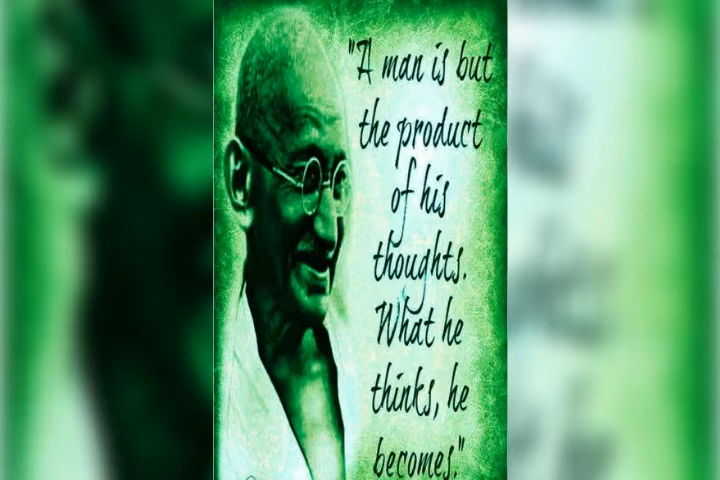 "A man is but
the product
of his
thoughts.
What he
thinks, he
becomes."